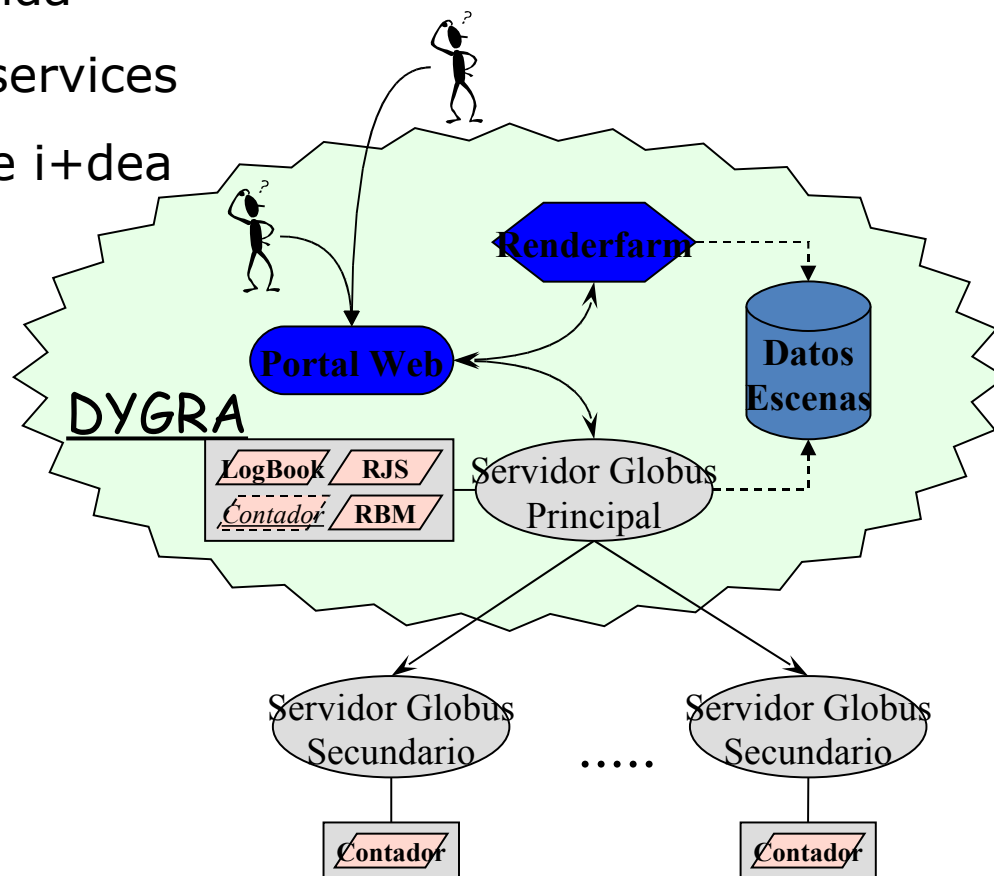 nda
services
e i+dea
?
?
Renderfarm
Portal Web
Datos
Escenas
DYGRA
LogBook RJS
Contador RBM
Servidor Globus
Principal
Servidor Globus
Secundario
.....
Servidor Globus
Secundario
Contador
Contador